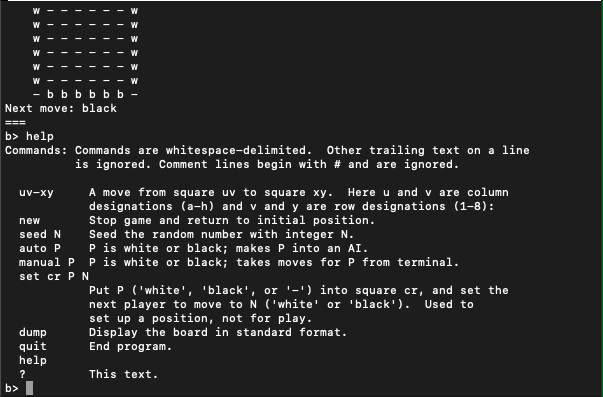 w - - - - - - w
w - - - - - - w
w - - - - - - w
w - - - - - - w
w - - - - - - w
w - - - - - - w
- b b b b b b -
Next move: black
===
b> help
Commands: Commands are whitespace-delimited.  Other trailing text on a line
          is ignored. Comment lines begin with # and are ignored.
  uv-xy     A move from square uv to square xy.  Here u and v are column
            designations (a-h) and v and y are row designations (1-8):
  new       Stop game and return to initial position.
  seed N    Seed the random number with integer N.
  auto P    P is white or black; makes P into an AI.
  manual P  P is white or black; takes moves for P from terminal.
  set cr P N
            Put P ('white', 'black', or '-') into square cr, and set the
            next player to move to N ('white' or 'black').  Used to
            set up a position, not for play.
  dump      Display the board in standard format.
  quit      End program.
  help
  ?         This text.
b>